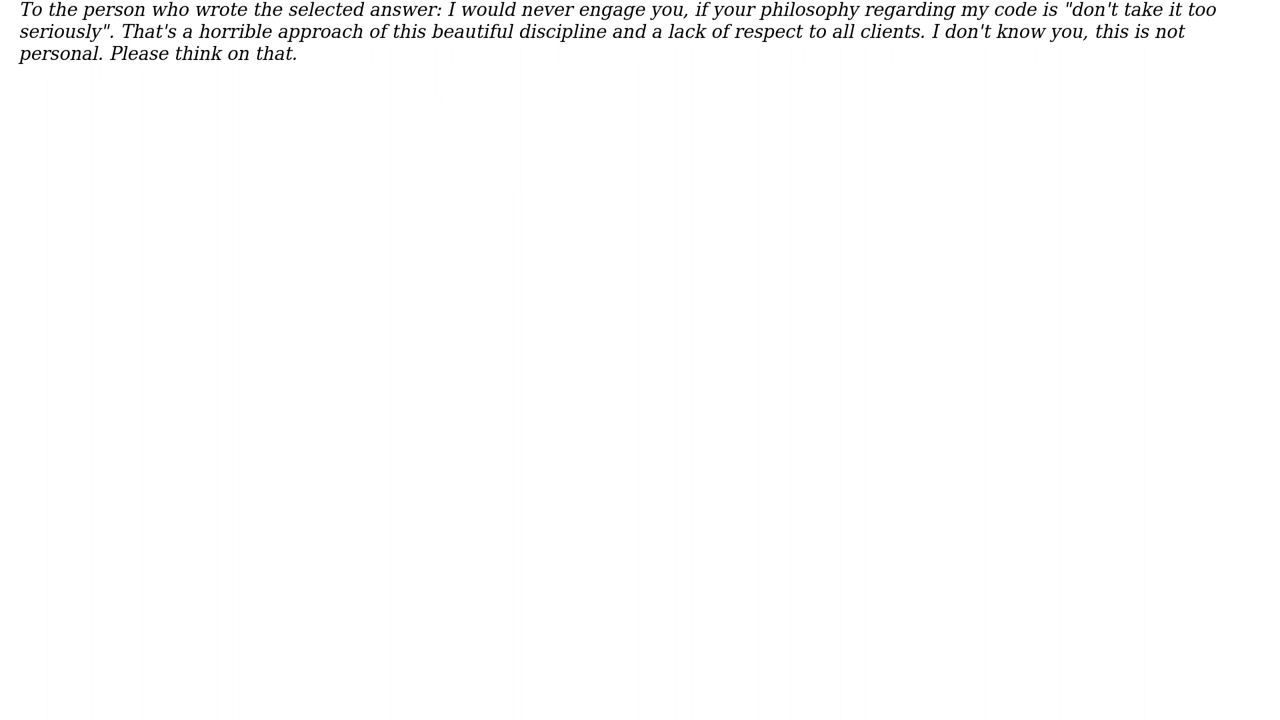 To the person who wrote the selected answer: I would never engage you, if your philosophy regarding my code is "don't take it too
seriously". That's a horrible approach of this beautiful discipline and a lack of respect to all clients. I don't know you, this is not
personal. Please think on that.